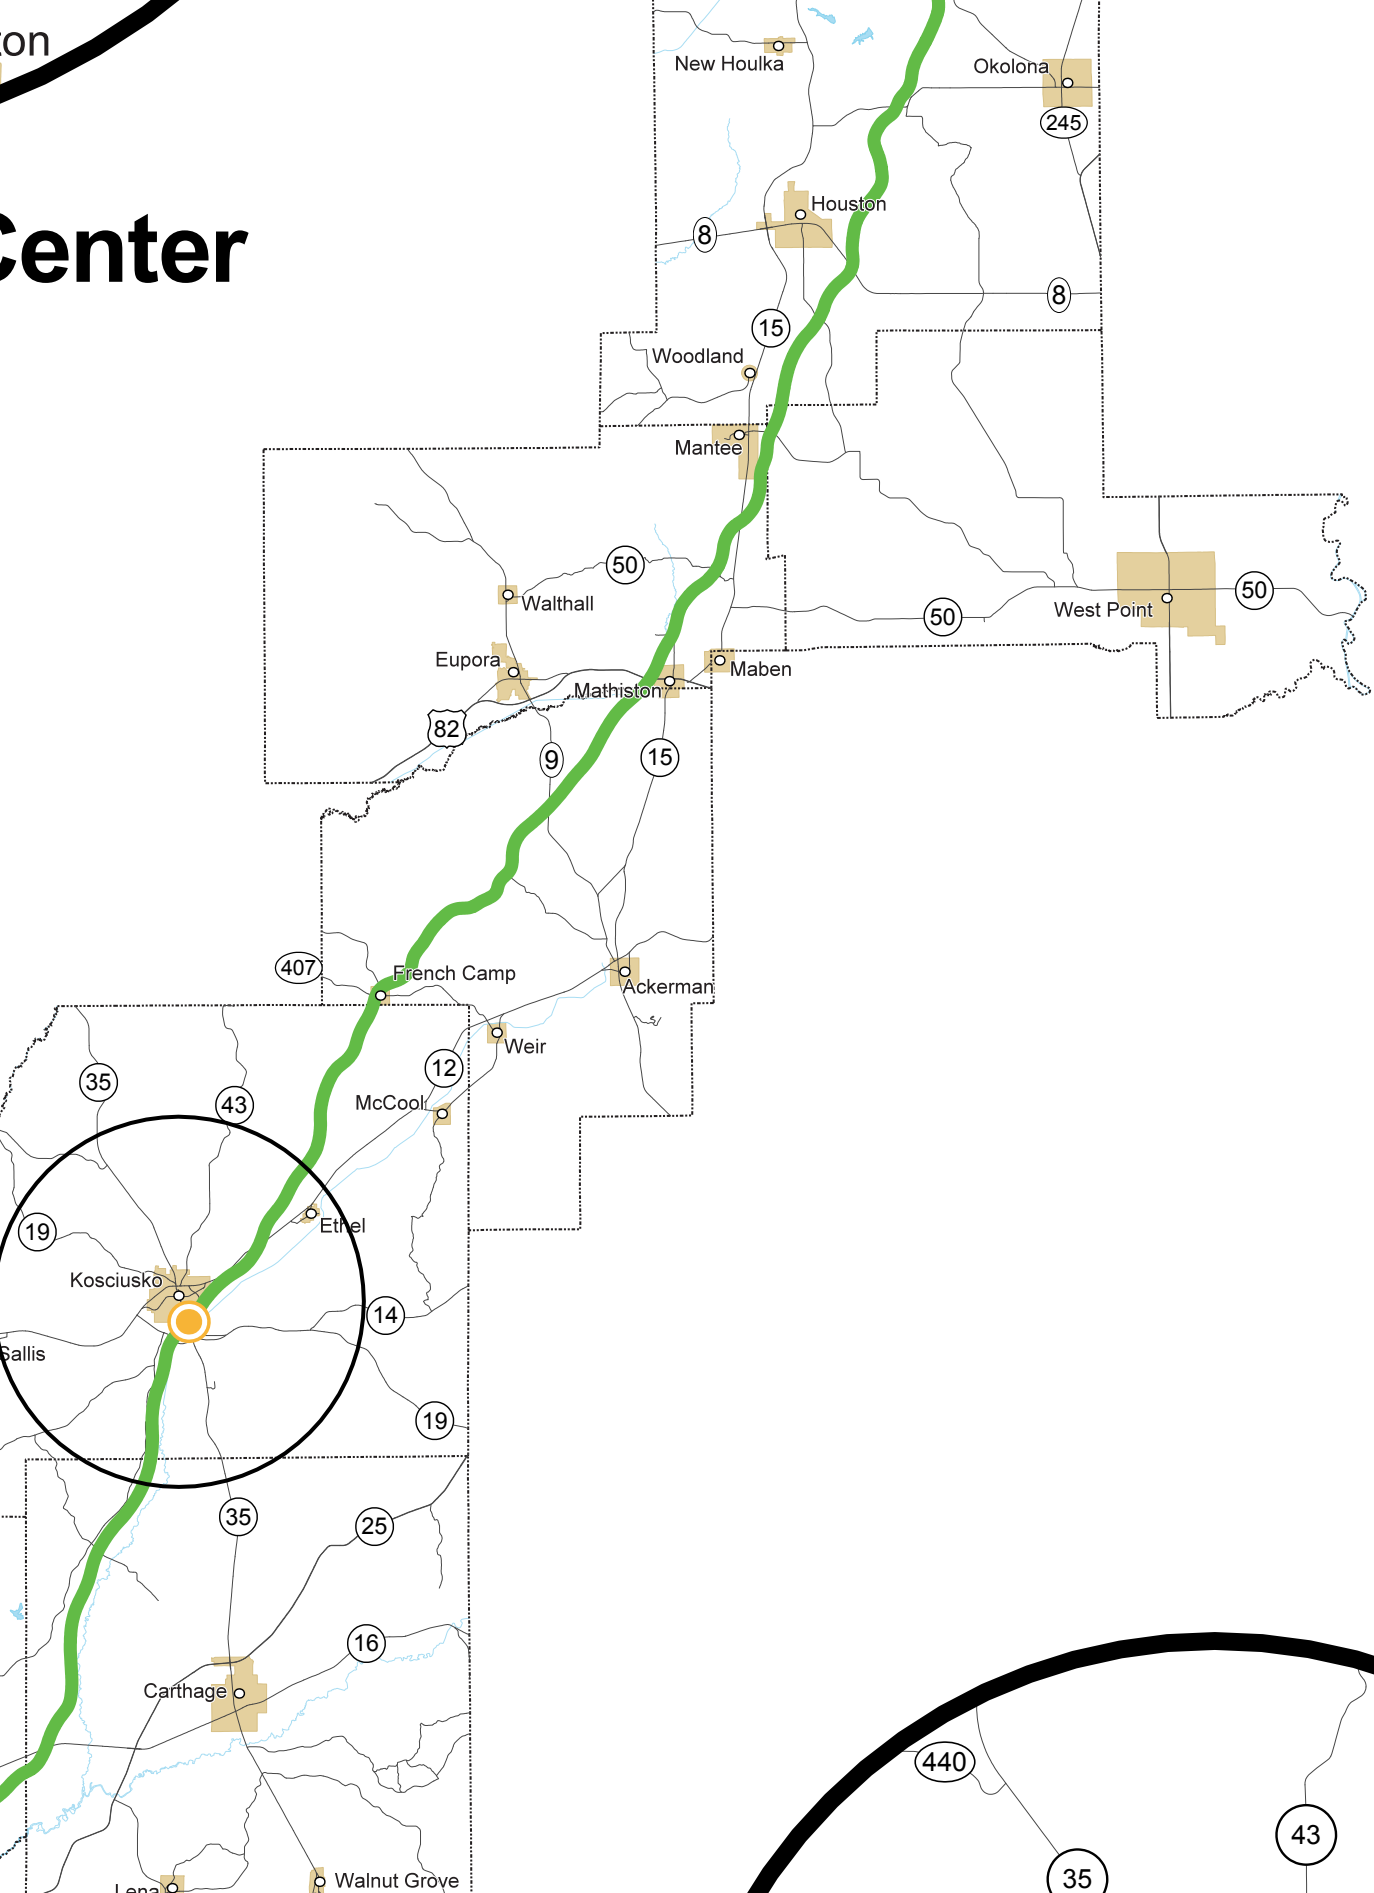 ton
New Houlka
Okolona
245
Center
Houston
8
8
15
Woodland
Mantee
50
Walthall
50
West Point
50
Eupora
Maben
Mathiston
82
9
15
407
French Camp
Ackerman
Weir
12
35
McCool
43
19
Ethel
Kosciusko
14
Sallis
19
35
25
16
Carthage
440
43
35
Walnut Grove
Lena